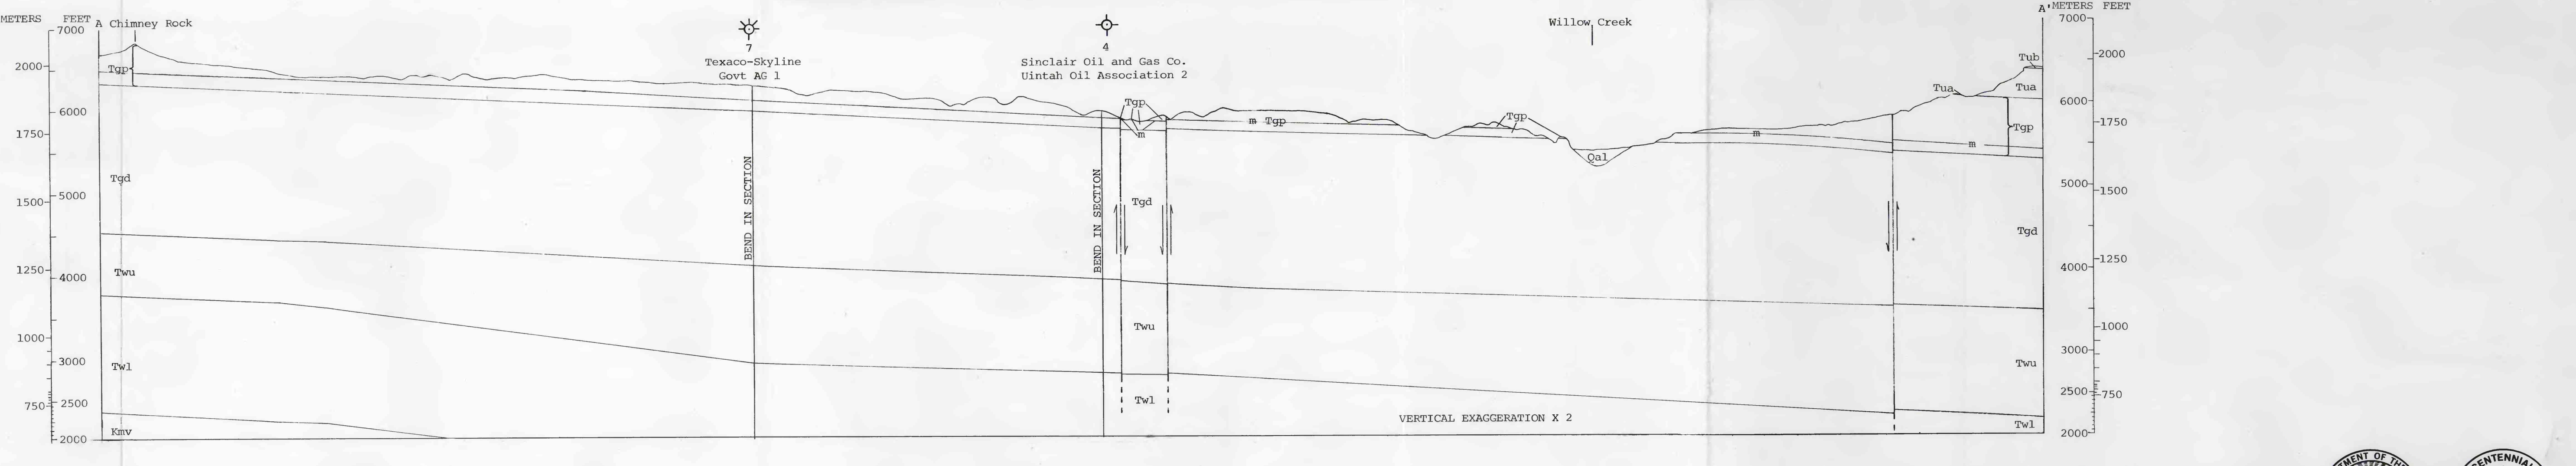 METERS FEET A Chimney Rock
7000
2000
6000
1750
5000
1500
1250
4000
1000
3000
750
2500
2000
Tgp
Tgd
Twu
Twl
Kmv
7
Texaco-Skyline
Govt AG 1
BEND IN SECTION
4
Sinclair Oil and Gas Co.
Uintah Oil Association 2
BEND IN SECTION
Tgp
m
Tgd
Twu
Twl
m Tgp
Tgp
Willow Creek
Qal
VERTICAL EXAGGERATION X 2
m
Tua
Tub
Tua
Tgp
m
Tgd
Twu
Twl
A' METERS FEET
7000
2000
6000
1750
5000
1500
1250
4000
1000
3000
2500
750
2000
MENT OF TH
CENTENNIAL